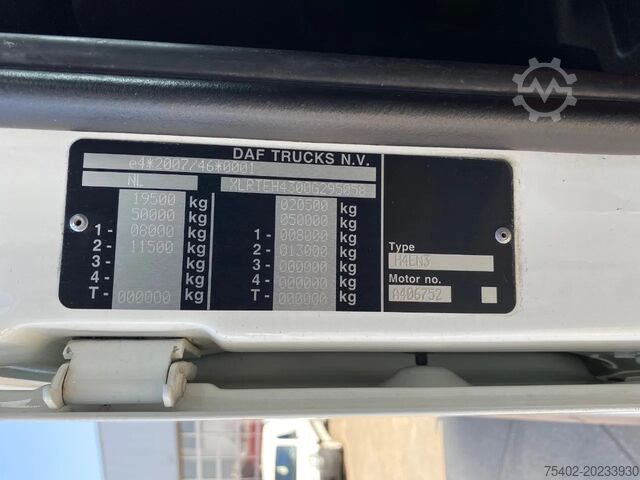 DAF TRUCKS N.V.
e4*2007/46*0001
NL XLRTEH4300G295058
19500 kg 020500 kg
50000 kg 050000 kg
1 - 08000 kg 1 - 008000 kg
2 - 11500 kg 2 - 013000 kg
3 - kg 3 - 000000 kg
4 - kg 4 - 000000 kg
T - 000000 kg T - 000000 kg
Type
H4EN3
Motor no.
A406752
75402-20233930